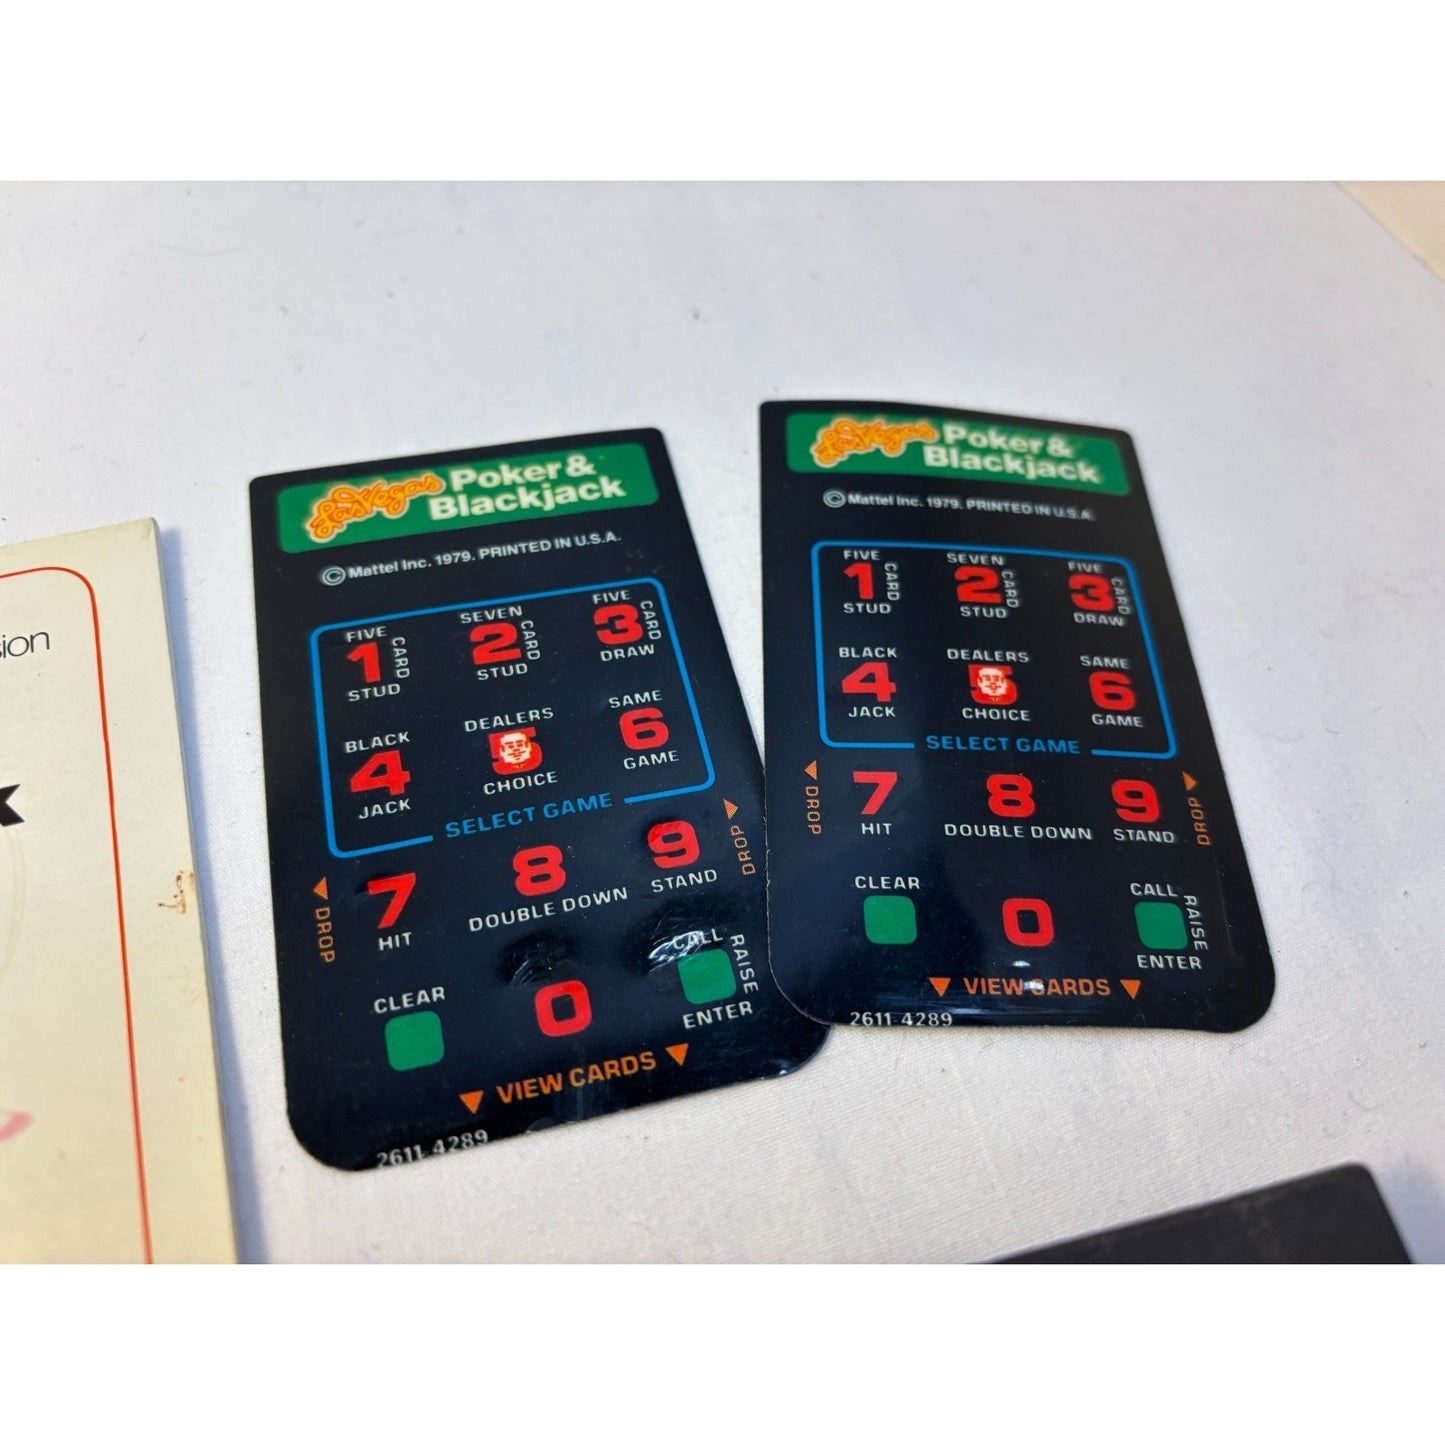 sion
Las Vegas Poker &
Blackjack
© Mattel Inc. 1979. PRINTED IN U.S.A.
FIVE SEVEN FIVE
1 CARD 2 CARD 3 CARD
STUD STUD DRAW
BLACK DEALERS SAME
4 5 6
JACK CHOICE GAME
SELECT GAME
DROP 7 8 9 DROP
HIT DOUBLE DOWN STAND
CLEAR 0 CALL RAISE
ENTER
VIEW CARDS
2611-4289
Las Vegas Poker &
Blackjack
© Mattel Inc. 1979. PRINTED IN U.S.A.
FIVE SEVEN FIVE
1 CARD 2 CARD 3 CARD
STUD STUD DRAW
BLACK DEALERS SAME
4 5 6
JACK CHOICE GAME
SELECT GAME
DROP 7 8 9 DROP
HIT DOUBLE DOWN STAND
CLEAR 0 CALL RAISE
ENTER
VIEW CARDS
2611-4289